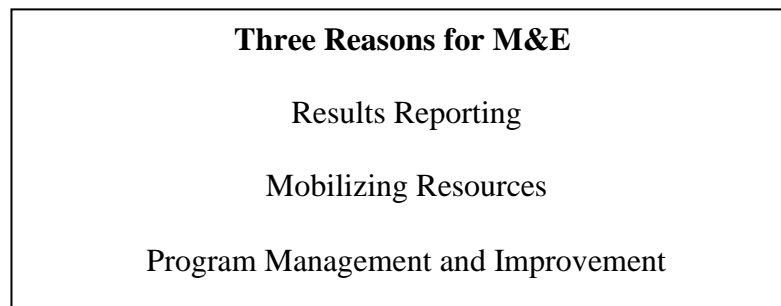 Three Reasons for M&E
Results Reporting
Mobilizing Resources
Program Management and Improvement